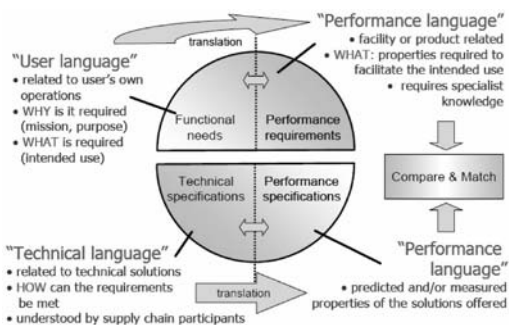 "User language"
• related to user's own
operations
• WHY is it required
(mission, purpose)
• WHAT is required
(intended use)
translation
"Performance language"
• facility or product related
• WHAT: properties required to
facilitate the intended use
• requires specialist
knowledge
Functional
needs
Performance
requirements
Technical
specifications
Performance
specifications
Compare & Match
"Technical language"
• related to technical solutions
• HOW can the requirements
be met
• understood by supply chain participants
translation
"Performance
language"
• predicted and/or measured
properties of the solutions offered